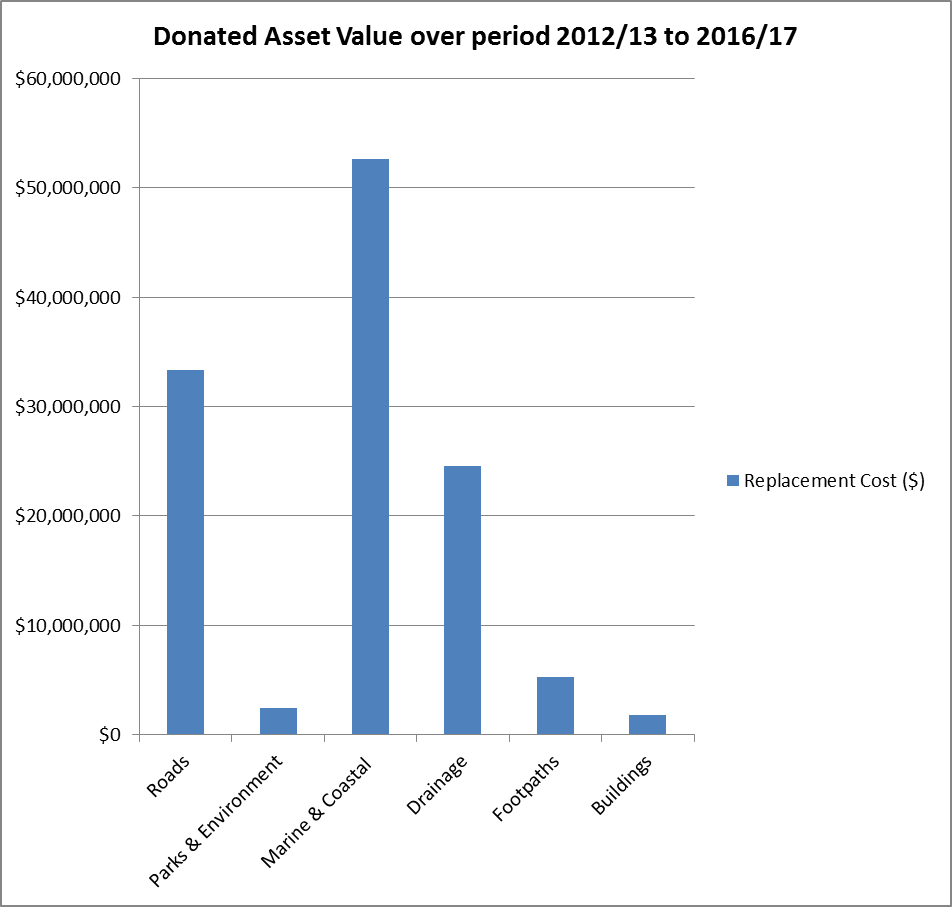 Donated Asset Value over period 2012/13 to 2016/17
$60,000,000
$50,000,000
$40,000,000
$30,000,000
$20,000,000
$10,000,000
$0
Roads
Parks & Environment
Marine & Coastal
Drainage
Footpaths
Buildings
Replacement Cost ($)